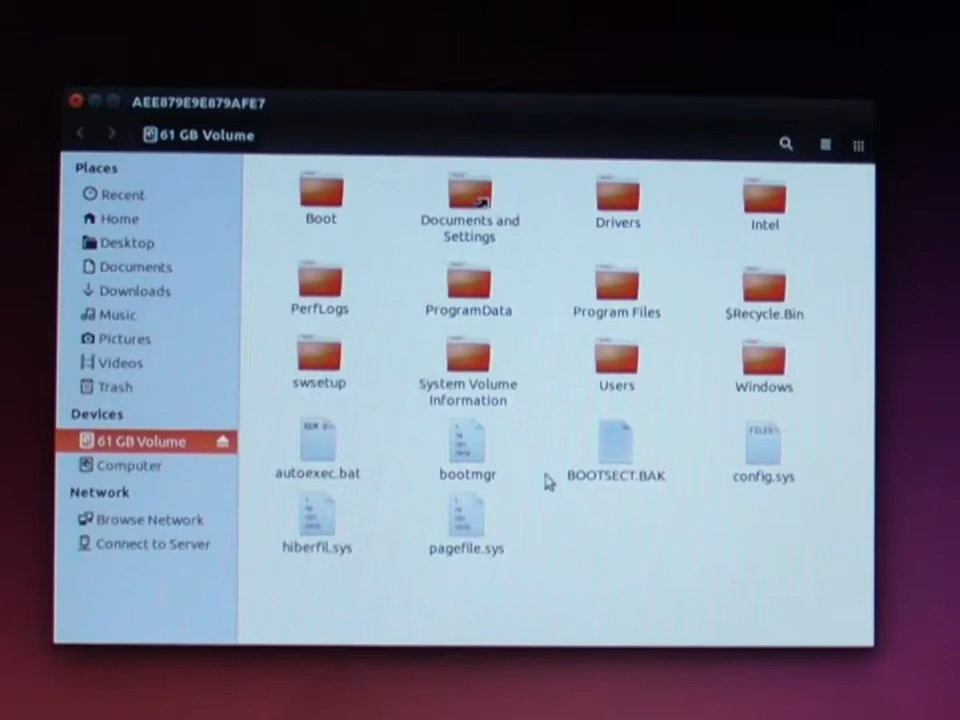 AEE879E9E879AFE7
61 GB Volume
Places
Recent
Home
Desktop
Documents
Downloads
Music
Pictures
Videos
Trash
Devices
61 GB Volume
Computer
Network
Browse Network
Connect to Server
Boot
Documents and
Settings
Drivers
Intel
PerfLogs
ProgramData
Program Files
$Recycle.Bin
swsetup
System Volume
Information
Users
Windows
autoexec.bat
bootmgr
BOOTSECT.BAK
config.sys
hiberfil.sys
pagefile.sys